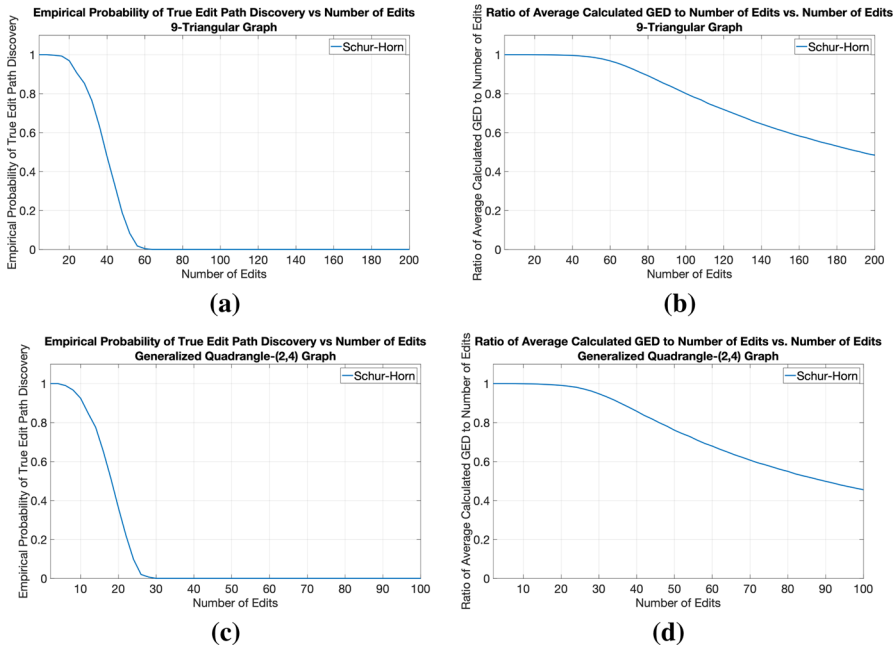 Empirical Probability of True Edit Path Discovery vs Number of Edits
9-Triangular Graph
Empirical Probability of True Edit Path Discovery
1
0.8
0.6
0.4
0.2
0
Schur-Horn
20 40 60 80 100 120 140 160 180 200
Number of Edits
(a)
Ratio of Average Calculated GED to Number of Edits vs. Number of Edits
9-Triangular Graph
Ratio of Average Calculated GED to Number of Edits
1
0.8
0.6
0.4
0.2
0
Schur-Horn
20 40 60 80 100 120 140 160 180 200
Number of Edits
(b)
Empirical Probability of True Edit Path Discovery vs Number of Edits
Generalized Quadrangle-(2,4) Graph
Empirical Probability of True Edit Path Discovery
1
0.8
0.6
0.4
0.2
0
Schur-Horn
10 20 30 40 50 60 70 80 90 100
Number of Edits
(c)
Ratio of Average Calculated GED to Number of Edits vs. Number of Edits
Generalized Quadrangle-(2,4) Graph
Ratio of Average Calculated GED to Number of Edits
1
0.8
0.6
0.4
0.2
0
Schur-Horn
10 20 30 40 50 60 70 80 90 100
Number of Edits
(d)